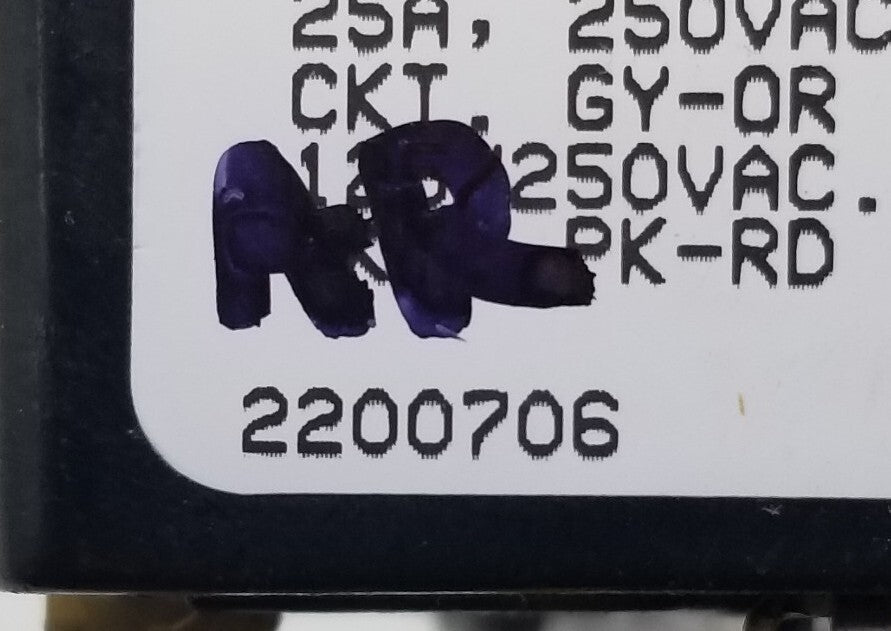 25A, 250VAC
CKT, GY-OR
250VAC.
PK-RD
2200706